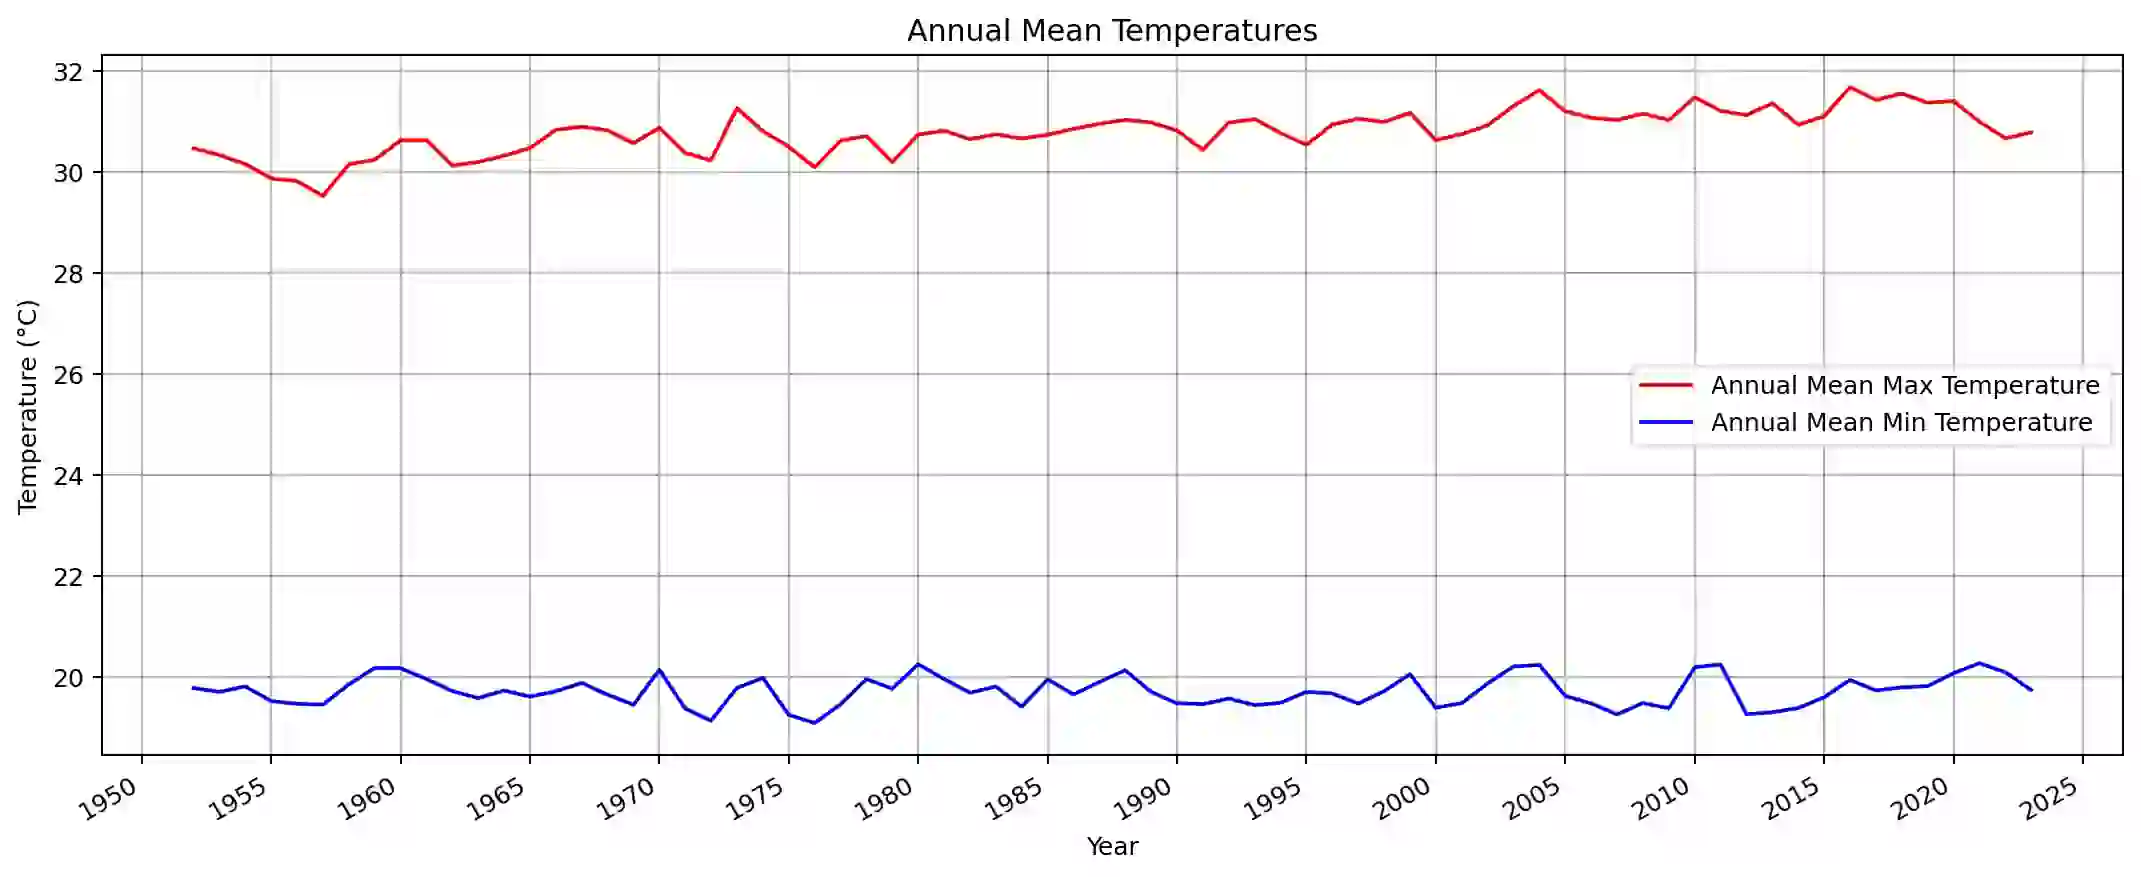 Annual Mean Temperatures
32
30
28
26
24
22
20
Temperature (°C)
Annual Mean Max Temperature
Annual Mean Min Temperature
1950 1955 1960 1965 1970 1975 1980 1985 1990 1995 2000 2005 2010 2015 2020 2025
Year